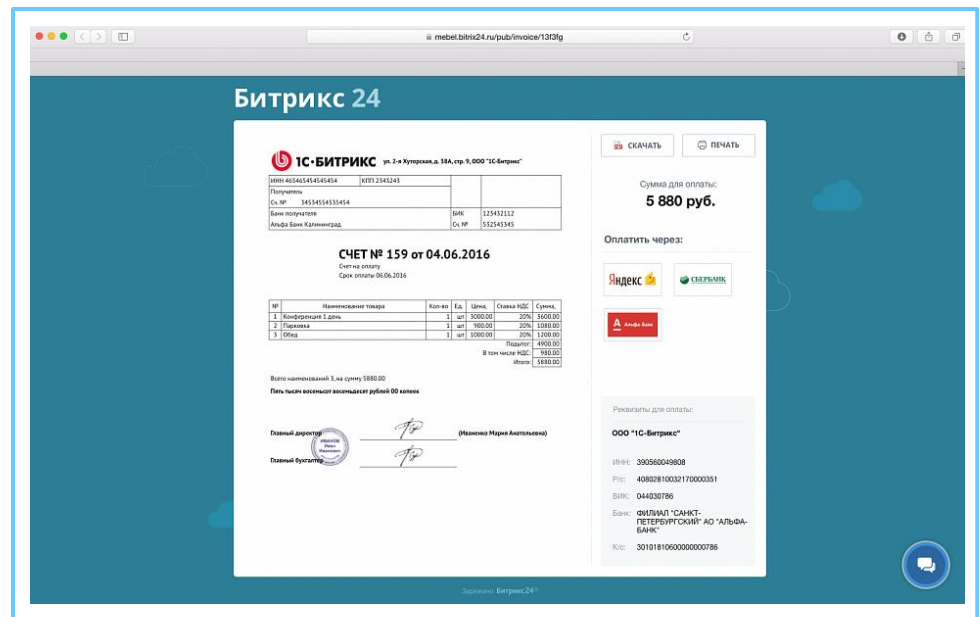 mebel.bitrix24.ru/pub/invoice/13f3fg
Битрикс 24
1С•БИТРИКС ул. 2-я Хуторская, д. 38А, стр. 9, ООО "1С-Битрикс"
ИНН 465465454545454 КПП 2343243
Получатель
Сч. № 34534554535454
Банк получателя БИК 123432112
Альфа Банк Калининград Сч. № 532545345
СЧЕТ № 159 от 04.06.2016
Счет на оплату
Срок оплаты 06.06.2016
№ Наименование товара Кол-во Ед. Цена, Ставка НДС Сумма,
1 Конференция 1 день 1 шт 3000.00 20% 3600.00
2 Парковка 1 шт 900.00 20% 1080.00
3 Обед 1 шт 1000.00 20% 1200.00
Подытог: 4900.00
В том числе НДС: 980.00
Итого: 5880.00
Всего наименований 3, на сумму 5880.00
Пять тысяч восемьсот восемьдесят рублей 00 копеек
Главный директор (Иваненко Мария Анатольевна)
ИВАНОВ
Иван
Иванович
Главный бухгалтер
СКАЧАТЬ ПЕЧАТЬ
Сумма для оплаты:
5 880 руб.
Оплатить через:
Яндекс СБЕРБАНК
А Альфа·Банк
Реквизиты для оплаты:
ООО "1С-Битрикс"
ИНН: 390560049808
Р/с: 40802810032170000351
БИК: 044030786
Банк: ФИЛИАЛ "САНКТ-
ПЕТЕРБУРГСКИЙ" АО "АЛЬФА-
БАНК"
К/с: 30101810600000000786
Заряжено Битрикс24